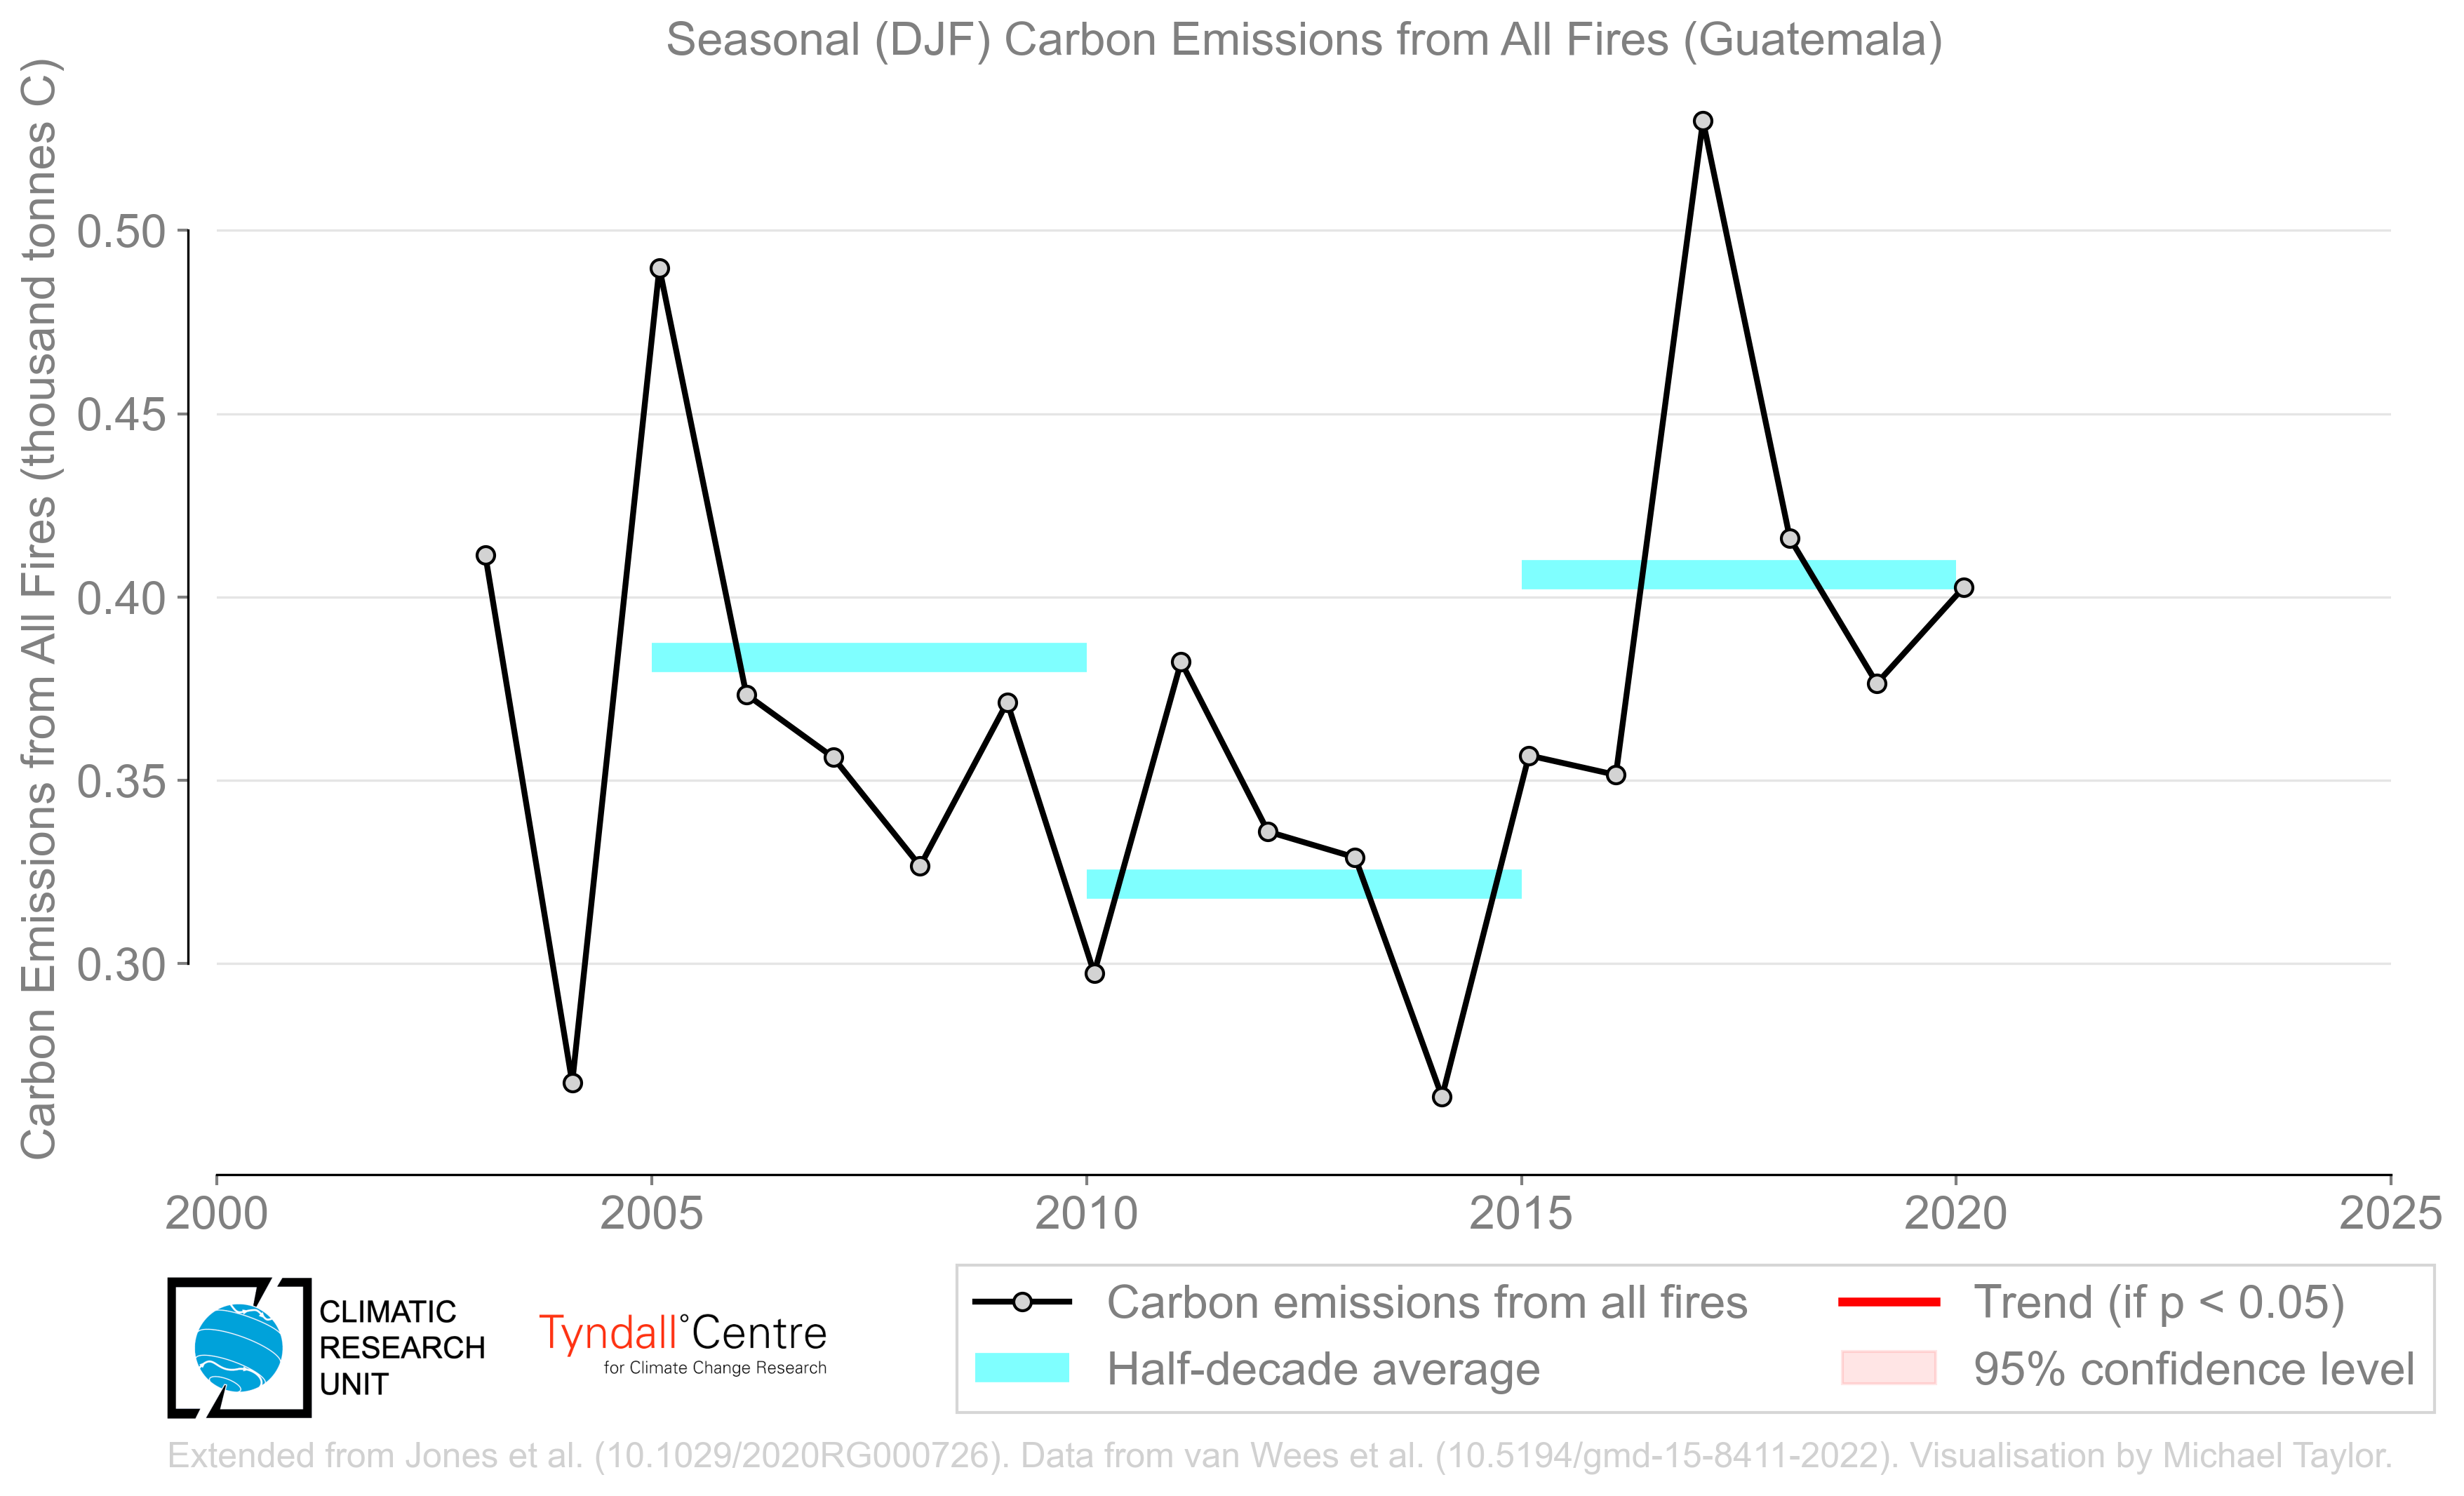 Seasonal (DJF) Carbon Emissions from All Fires (Guatemala)
Carbon Emissions from All Fires (thousand tonnes C)
0.50
0.45
0.40
0.35
0.30
2000 2005 2010 2015 2020 2025
CLIMATIC
RESEARCH
UNIT
Tyndall°Centre
for Climate Change Research
Carbon emissions from all fires
Half-decade average
Trend (if p < 0.05)
95% confidence level
Extended from Jones et al. (10.1029/2020RG000726). Data from van Wees et al. (10.5194/gmd-15-8411-2022). Visualisation by Michael Taylor.